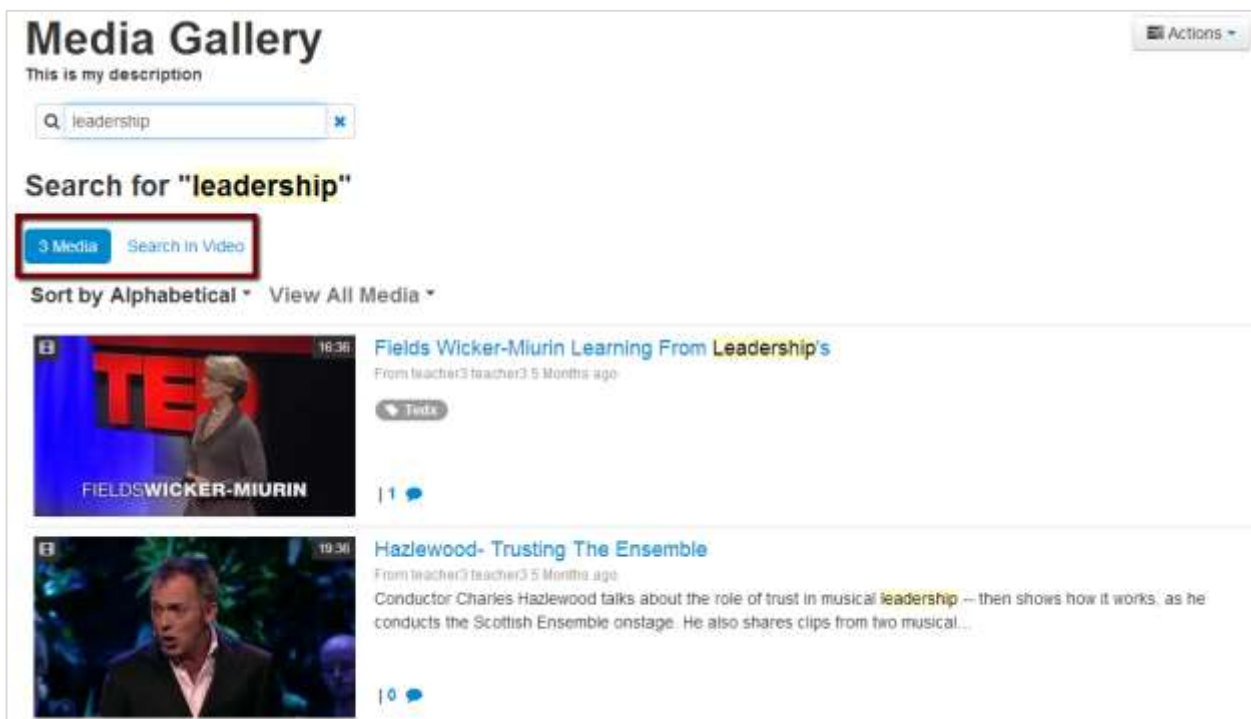 Media Gallery
Actions
This is my description
leadership
Search for "leadership"
3 Media Search in Video
Sort by Alphabetical View All Media
16:36
TED
FIELDSWICKER-MIURIN
Fields Wicker-Miurin Learning From Leadership's
From teacher3 teacher3 5 Months ago
Tedx
| 1
19:36
Hazlewood- Trusting The Ensemble
From teacher3 teacher3 5 Months ago
Conductor Charles Hazlewood talks about the role of trust in musical leadership -- then shows how it works, as he
conducts the Scottish Ensemble onstage. He also shares clips from two musical...
| 0